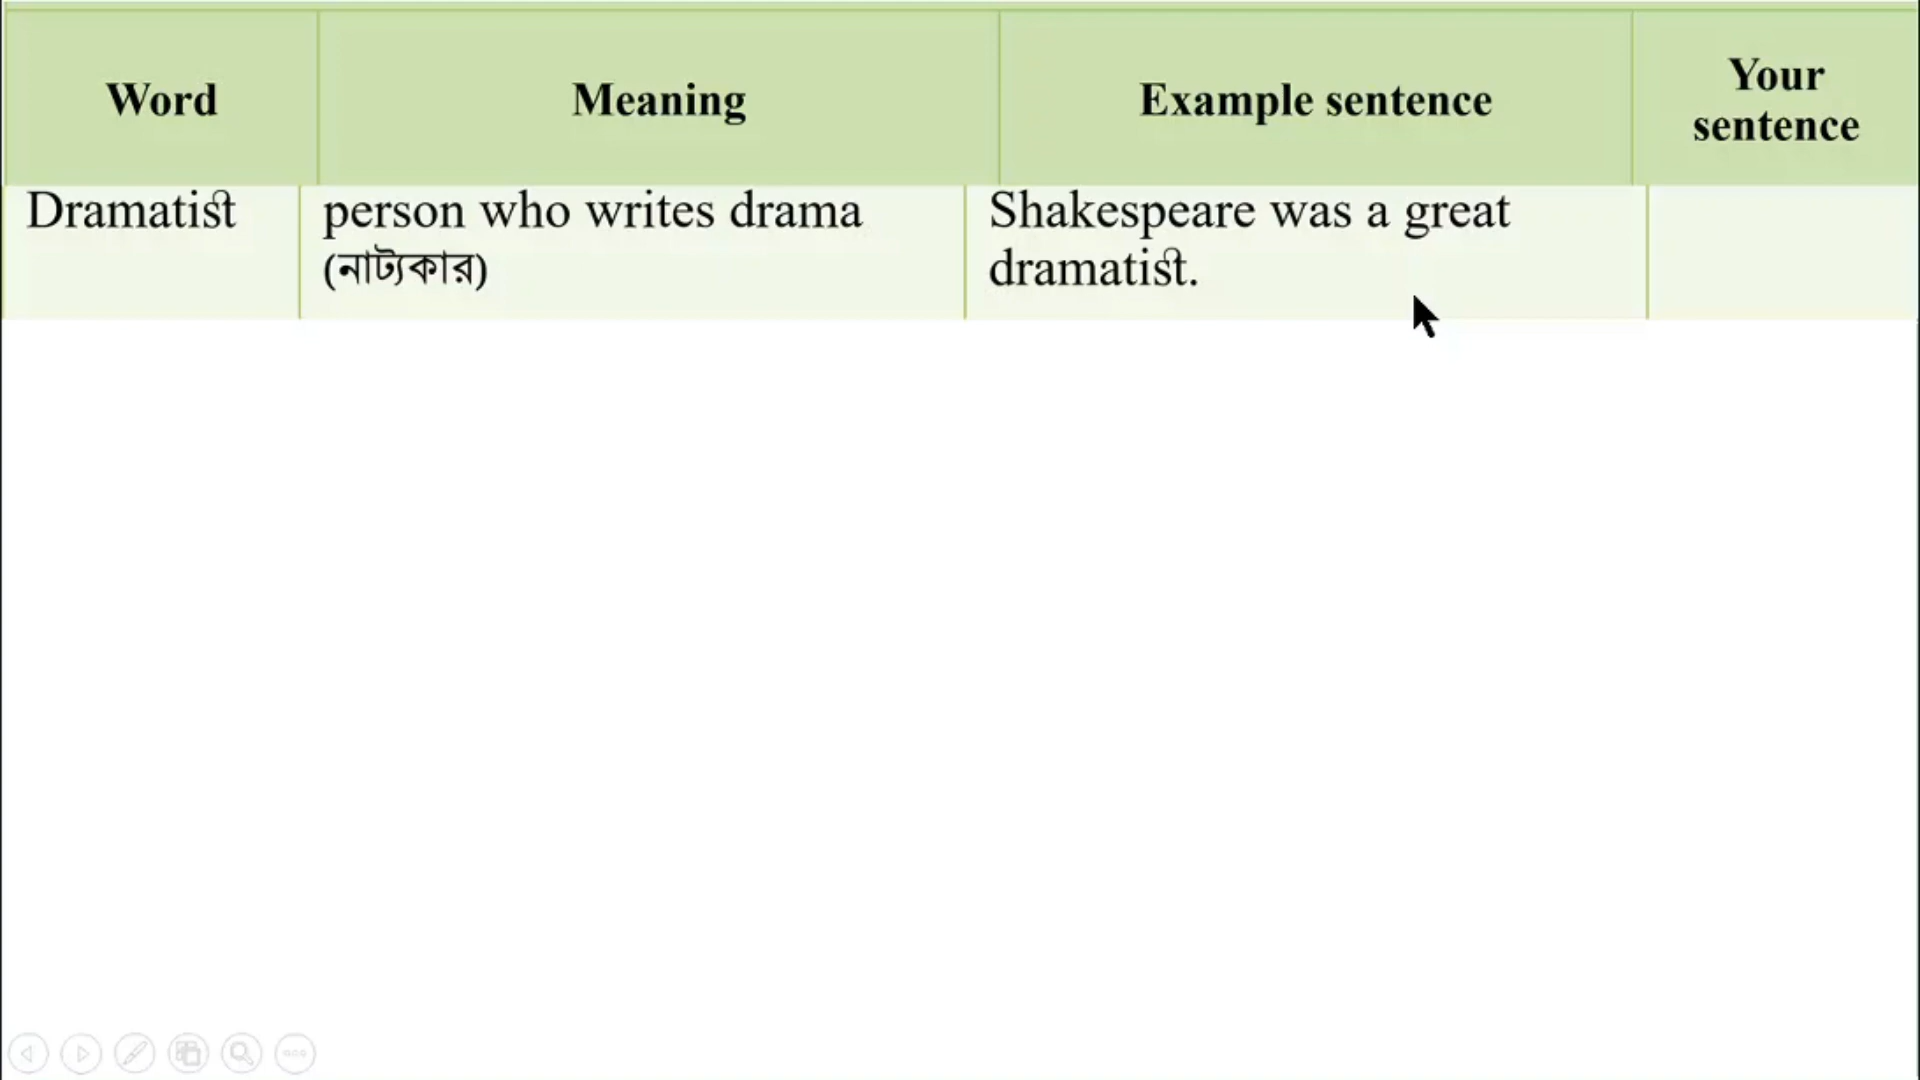 Word
Meaning
Example sentence
Your
sentence
Dramatist
person who writes drama
(নাট্যকার)
Shakespeare was a great
dramatist.